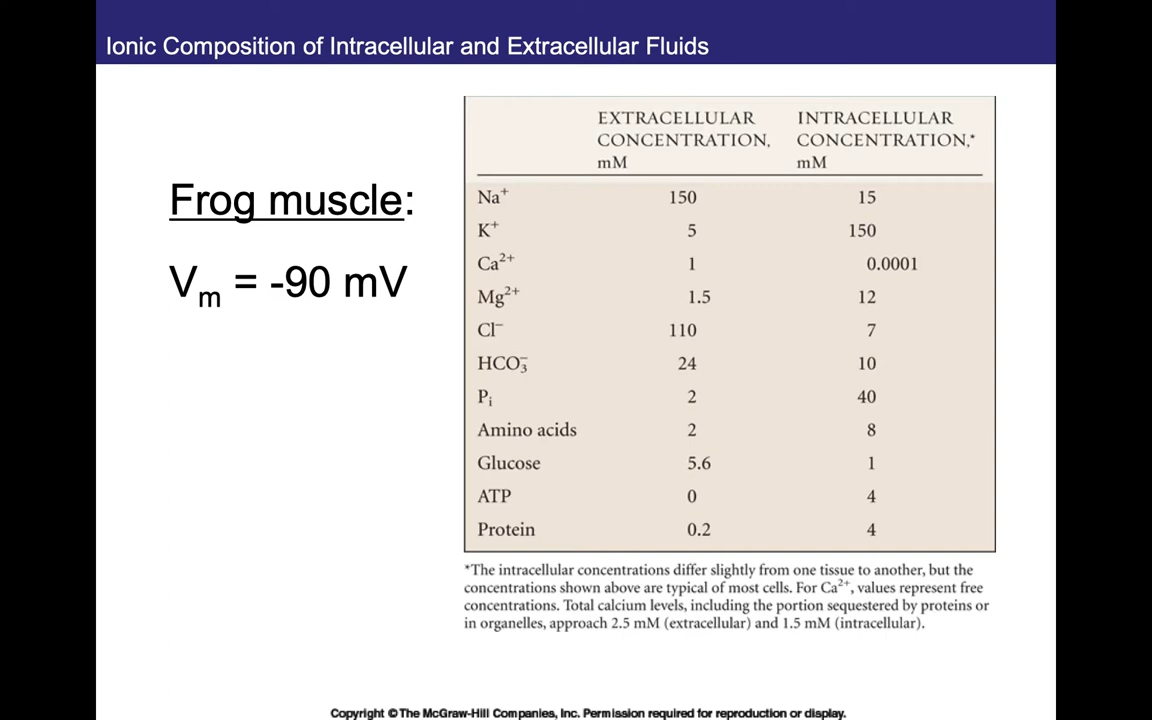 Ionic Composition of Intracellular and Extracellular Fluids
Frog muscle:
Vm = -90 mV
EXTRACELLULAR CONCENTRATION, mM INTRACELLULAR CONCENTRATION,* mM
Na+ 150 15
K+ 5 150
Ca2+ 1 0.0001
Mg2+ 1.5 12
Cl− 110 7
HCO3− 24 10
Pi 2 40
Amino acids 2 8
Glucose 5.6 1
ATP 0 4
Protein 0.2 4
*The intracellular concentrations differ slightly from one tissue to another, but the
concentrations shown above are typical of most cells. For Ca2+, values represent free
concentrations. Total calcium levels, including the portion sequestered by proteins or
in organelles, approach 2.5 mM (extracellular) and 1.5 mM (intracellular).
Copyright © The McGraw-Hill Companies, Inc. Permission required for reproduction or display.